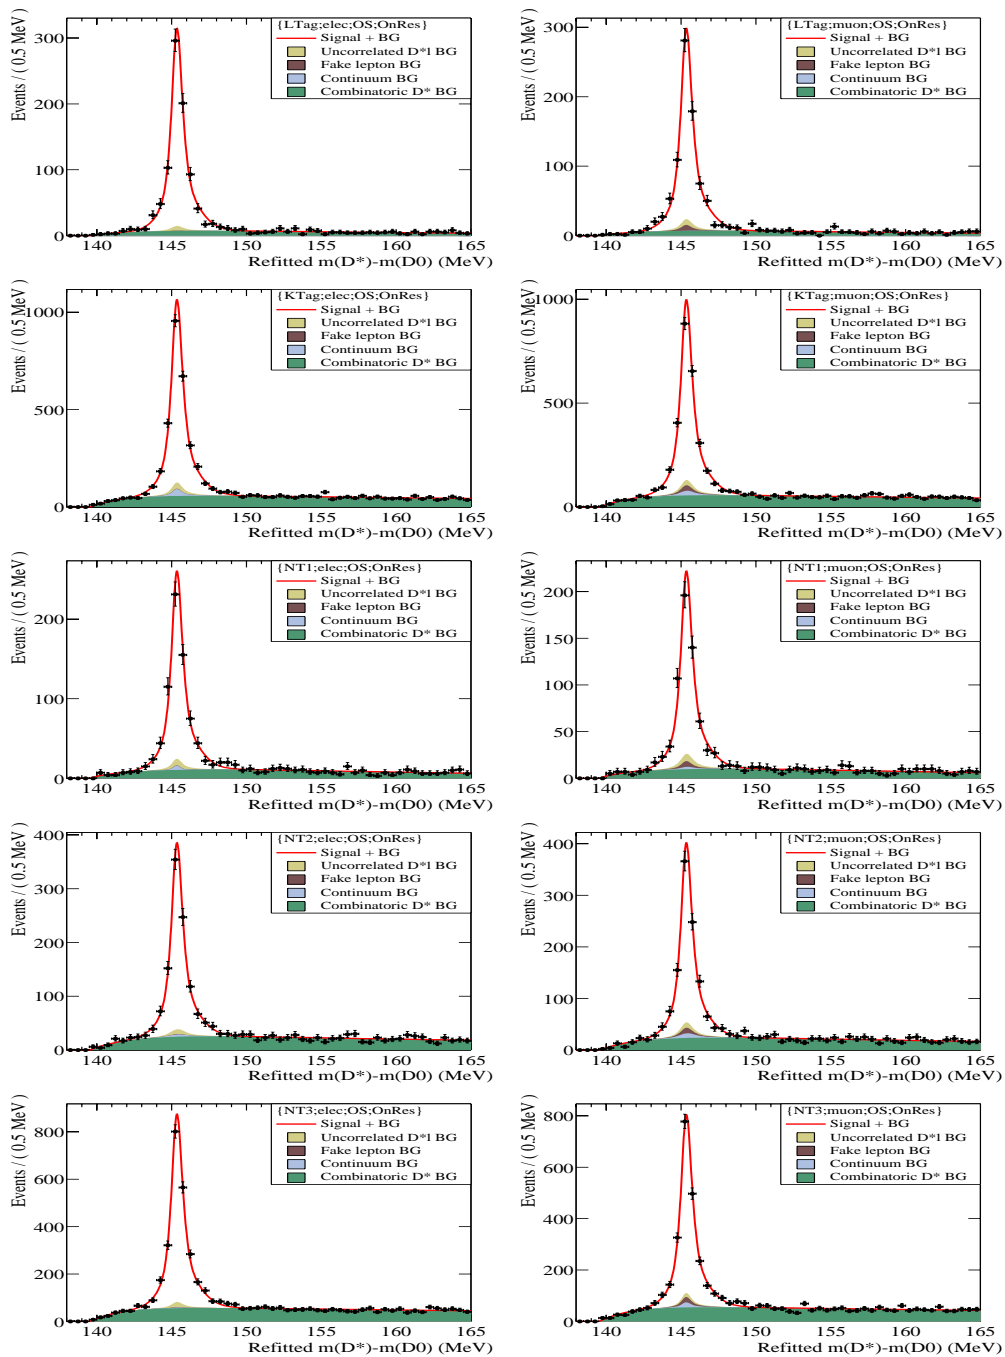 {LTag;elec;OS;OnRes}
Signal + BG
Uncorrelated D*l BG
Fake lepton BG
Continuum BG
Combinatoric D* BG
Events / ( 0.5 MeV )
300
200
100
0
140 145 150 155 160 165
Refitted m(D*)-m(D0) (MeV)
{LTag;muon;OS;OnRes}
Signal + BG
Uncorrelated D*l BG
Fake lepton BG
Continuum BG
Combinatoric D* BG
Events / ( 0.5 MeV )
300
200
100
0
140 145 150 155 160 165
Refitted m(D*)-m(D0) (MeV)
{KTag;elec;OS;OnRes}
Signal + BG
Uncorrelated D*l BG
Fake lepton BG
Continuum BG
Combinatoric D* BG
Events / ( 0.5 MeV )
1000
500
0
140 145 150 155 160 165
Refitted m(D*)-m(D0) (MeV)
{KTag;muon;OS;OnRes}
Signal + BG
Uncorrelated D*l BG
Fake lepton BG
Continuum BG
Combinatoric D* BG
Events / ( 0.5 MeV )
1000
500
0
140 145 150 155 160 165
Refitted m(D*)-m(D0) (MeV)
{NT1;elec;OS;OnRes}
Signal + BG
Uncorrelated D*l BG
Fake lepton BG
Continuum BG
Combinatoric D* BG
Events / ( 0.5 MeV )
200
100
0
140 145 150 155 160 165
Refitted m(D*)-m(D0) (MeV)
{NT1;muon;OS;OnRes}
Signal + BG
Uncorrelated D*l BG
Fake lepton BG
Continuum BG
Combinatoric D* BG
Events / ( 0.5 MeV )
200
150
100
50
0
140 145 150 155 160 165
Refitted m(D*)-m(D0) (MeV)
{NT2;elec;OS;OnRes}
Signal + BG
Uncorrelated D*l BG
Fake lepton BG
Continuum BG
Combinatoric D* BG
Events / ( 0.5 MeV )
400
300
200
100
0
140 145 150 155 160 165
Refitted m(D*)-m(D0) (MeV)
{NT2;muon;OS;OnRes}
Signal + BG
Uncorrelated D*l BG
Fake lepton BG
Continuum BG
Combinatoric D* BG
Events / ( 0.5 MeV )
400
300
200
100
0
140 145 150 155 160 165
Refitted m(D*)-m(D0) (MeV)
{NT3;elec;OS;OnRes}
Signal + BG
Uncorrelated D*l BG
Fake lepton BG
Continuum BG
Combinatoric D* BG
Events / ( 0.5 MeV )
800
600
400
200
0
140 145 150 155 160 165
Refitted m(D*)-m(D0) (MeV)
{NT3;muon;OS;OnRes}
Signal + BG
Uncorrelated D*l BG
Fake lepton BG
Continuum BG
Combinatoric D* BG
Events / ( 0.5 MeV )
800
600
400
200
0
140 145 150 155 160 165
Refitted m(D*)-m(D0) (MeV)